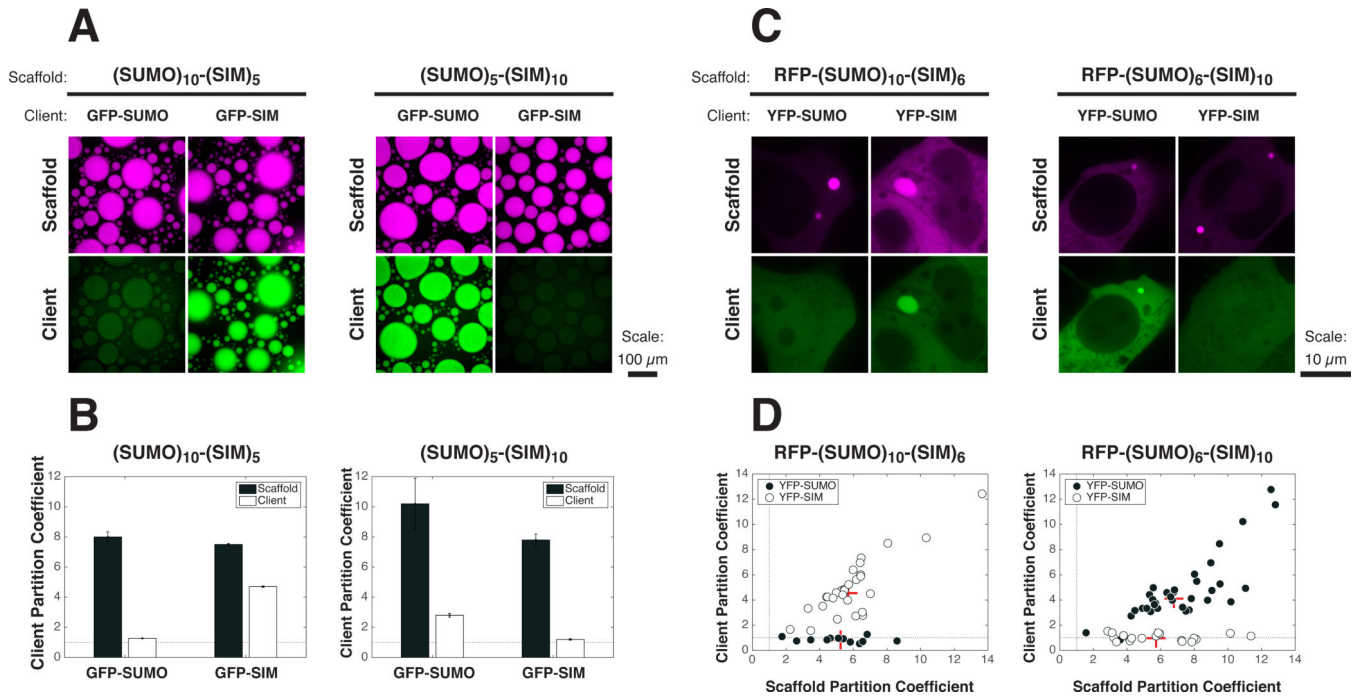 A
Scaffold: (SUMO)10-(SIM)5 (SUMO)5-(SIM)10
Client: GFP-SUMO GFP-SIM GFP-SUMO GFP-SIM
Scaffold
Client
Scale:
100 µm
C
Scaffold: RFP-(SUMO)10-(SIM)6 RFP-(SUMO)6-(SIM)10
Client: YFP-SUMO YFP-SIM YFP-SUMO YFP-SIM
Scaffold
Client
Scale:
10 µm
B
(SUMO)10-(SIM)5
Client Partition Coefficient
12
10
8
6
4
2
0
Scaffold
Client
GFP-SUMO GFP-SIM
(SUMO)5-(SIM)10
Client Partition Coefficient
12
10
8
6
4
2
0
Scaffold
Client
GFP-SUMO GFP-SIM
D
RFP-(SUMO)10-(SIM)6
Client Partition Coefficient
14
12
10
8
6
4
2
0
YFP-SUMO
YFP-SIM
0 2 4 6 8 10 12 14
Scaffold Partition Coefficient
RFP-(SUMO)6-(SIM)10
Client Partition Coefficient
14
12
10
8
6
4
2
0
YFP-SUMO
YFP-SIM
0 2 4 6 8 10 12 14
Scaffold Partition Coefficient